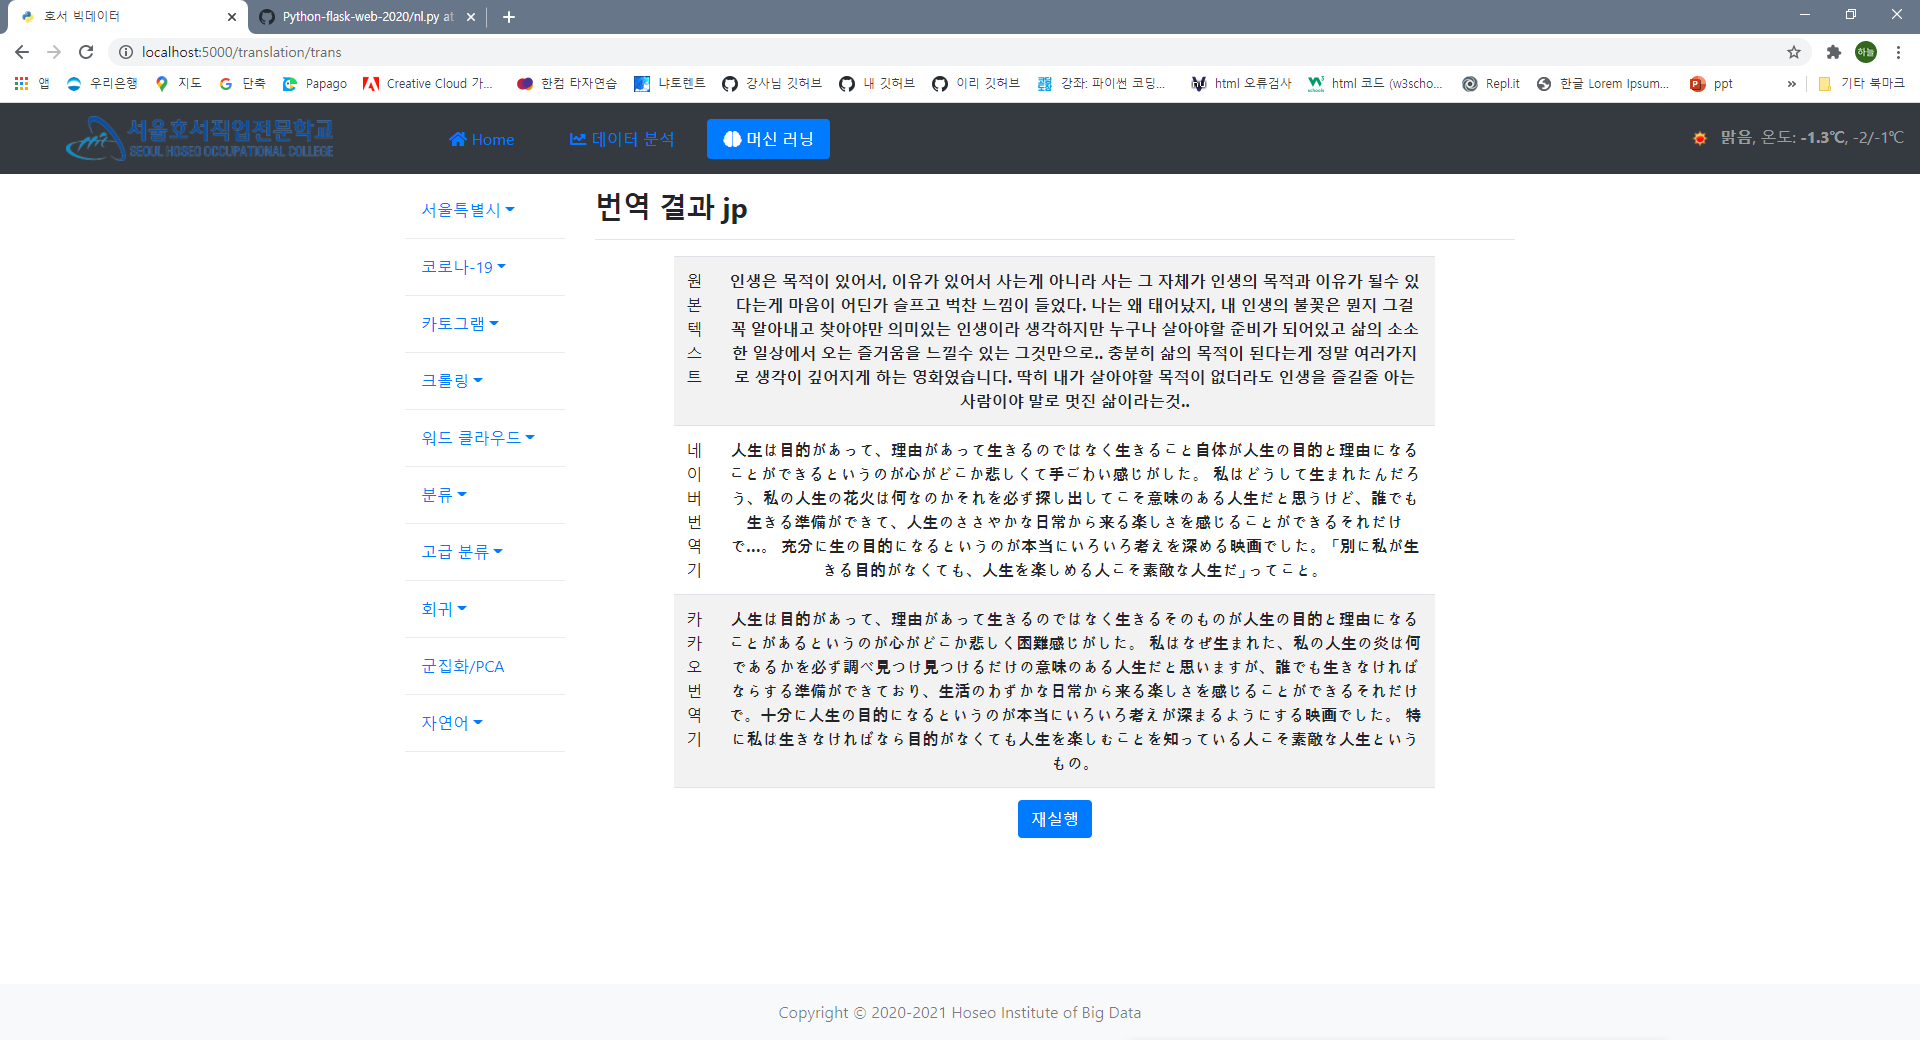 호서 빅데이터
Python-flask-web-2020/nl.py at
localhost:5000/translation/trans
하늘
앱 우리은행 지도 단축 Papago Creative Cloud 가... 한컴 타자연습 냐토렌트 강사님 깃허브 내 깃허브 이리 깃허브 강좌: 파이썬 코딩... html 오류검사 html 코드 (w3scho... Repl.it 한글 Lorem Ipsum... ppt » 기타 북마크
서울호서직업전문학교
SEOUL HOSEO OCCUPATIONAL COLLEGE
Home 데이터 분석 머신 러닝
맑음, 온도: -1.3℃, -2/-1℃
서울특별시
코로나-19
카토그램
크롤링
워드 클라우드
분류
고급 분류
회귀
군집화/PCA
자연어
번역 결과 jp
원본텍스트
인생은 목적이 있어서, 이유가 있어서 사는게 아니라 사는 그 자체가 인생의 목적과 이유가 될수 있
다는게 마음이 어딘가 슬프고 벅찬 느낌이 들었다. 나는 왜 태어났지, 내 인생의 불꽃은 뭔지 그걸
꼭 알아내고 찾아야만 의미있는 인생이라 생각하지만 누구나 살아야할 준비가 되어있고 삶의 소소
한 일상에서 오는 즐거움을 느낄수 있는 그것만으로.. 충분히 삶의 목적이 된다는게 정말 여러가지
로 생각이 깊어지게 하는 영화였습니다. 딱히 내가 살아야할 목적이 없더라도 인생을 즐길줄 아는
사람이야 말로 멋진 삶이라는것..
네이버번역기
人生は目的があって、理由があって生きるのではなく生きること自体が人生の目的と理由になる
ことができるというのが心がどこか悲しくて手ごわい感じがした。 私はどうして生まれたんだろ
う、私の人生の花火は何なのかそれを必ず探し出してこそ意味のある人生だと思うけど、誰でも
生きる準備ができて、人生のささやかな日常から来る楽しさを感じることができるそれだけ
で…。 充分に生の目的になるというのが本当にいろいろ考えを深める映画でした。「別に私が生
きる目的がなくても、人生を楽しめる人こそ素敵な人生だ」ってこと。
카카오번역기
人生は目的があって、理由があって生きるのではなく生きるそのものが人生の目的と理由になる
ことがあるというのが心がどこか悲しく困難感じがした。 私はなぜ生まれた、私の人生の炎は何
であるかを必ず調べ見つけ見つけるだけの意味のある人生だと思いますが、誰でも生きなければ
ならする準備ができており、生活のわずかな日常から来る楽しさを感じることができるそれだけ
で。十分に人生の目的になるというのが本当にいろいろ考えが深まるようにする映画でした。 特
に私は生きなければなら目的がなくても人生を楽しむことを知っている人こそ素敵な人生という
もの。
재실행
Copyright © 2020-2021 Hoseo Institute of Big Data